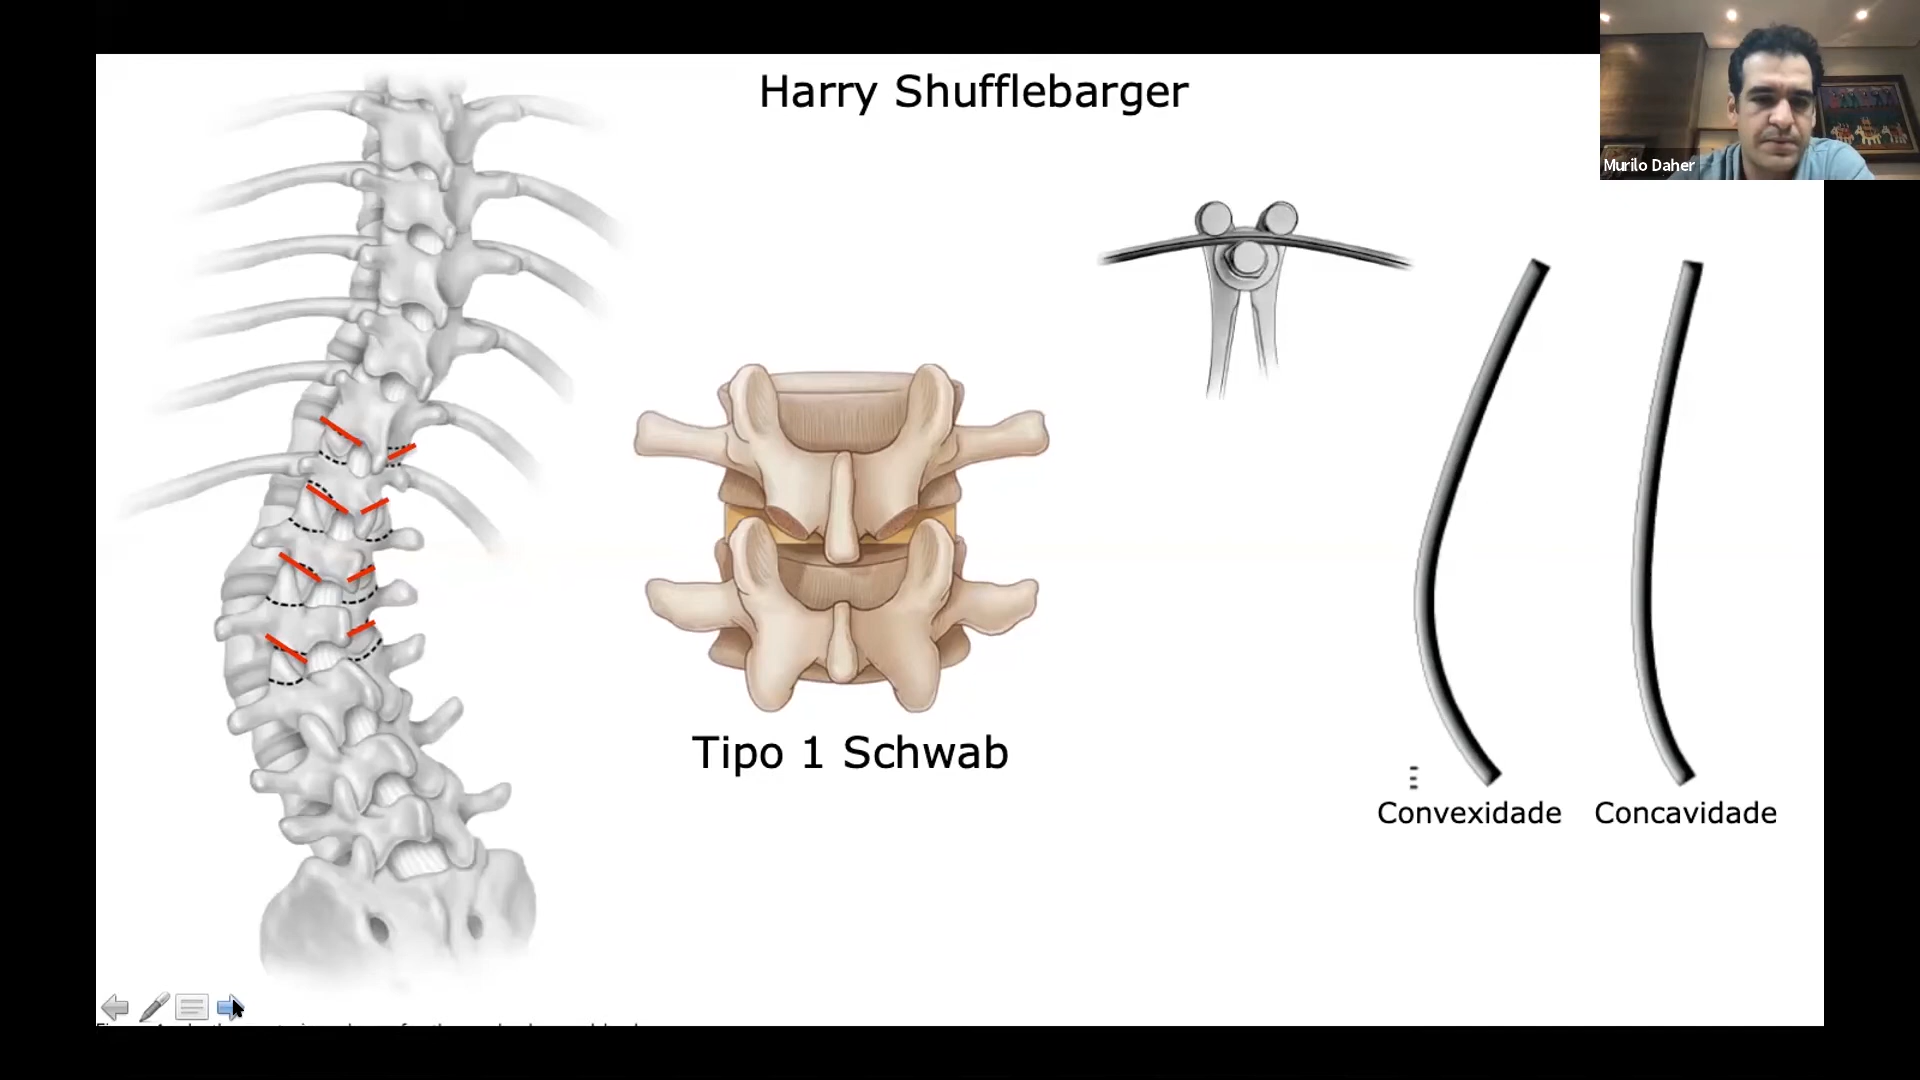 Harry Shufflebarger
Murilo Daher
Tipo 1 Schwab
Convexidade
Concavidade